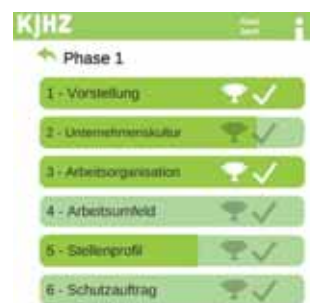 KJHZ
Phase 1
1 - Vorstellung
2 - Unternehmenskultur
3 - Arbeitsorganisation
4 - Arbeitsumfeld
5 - Stellenprofil
6 - Schutzauftrag